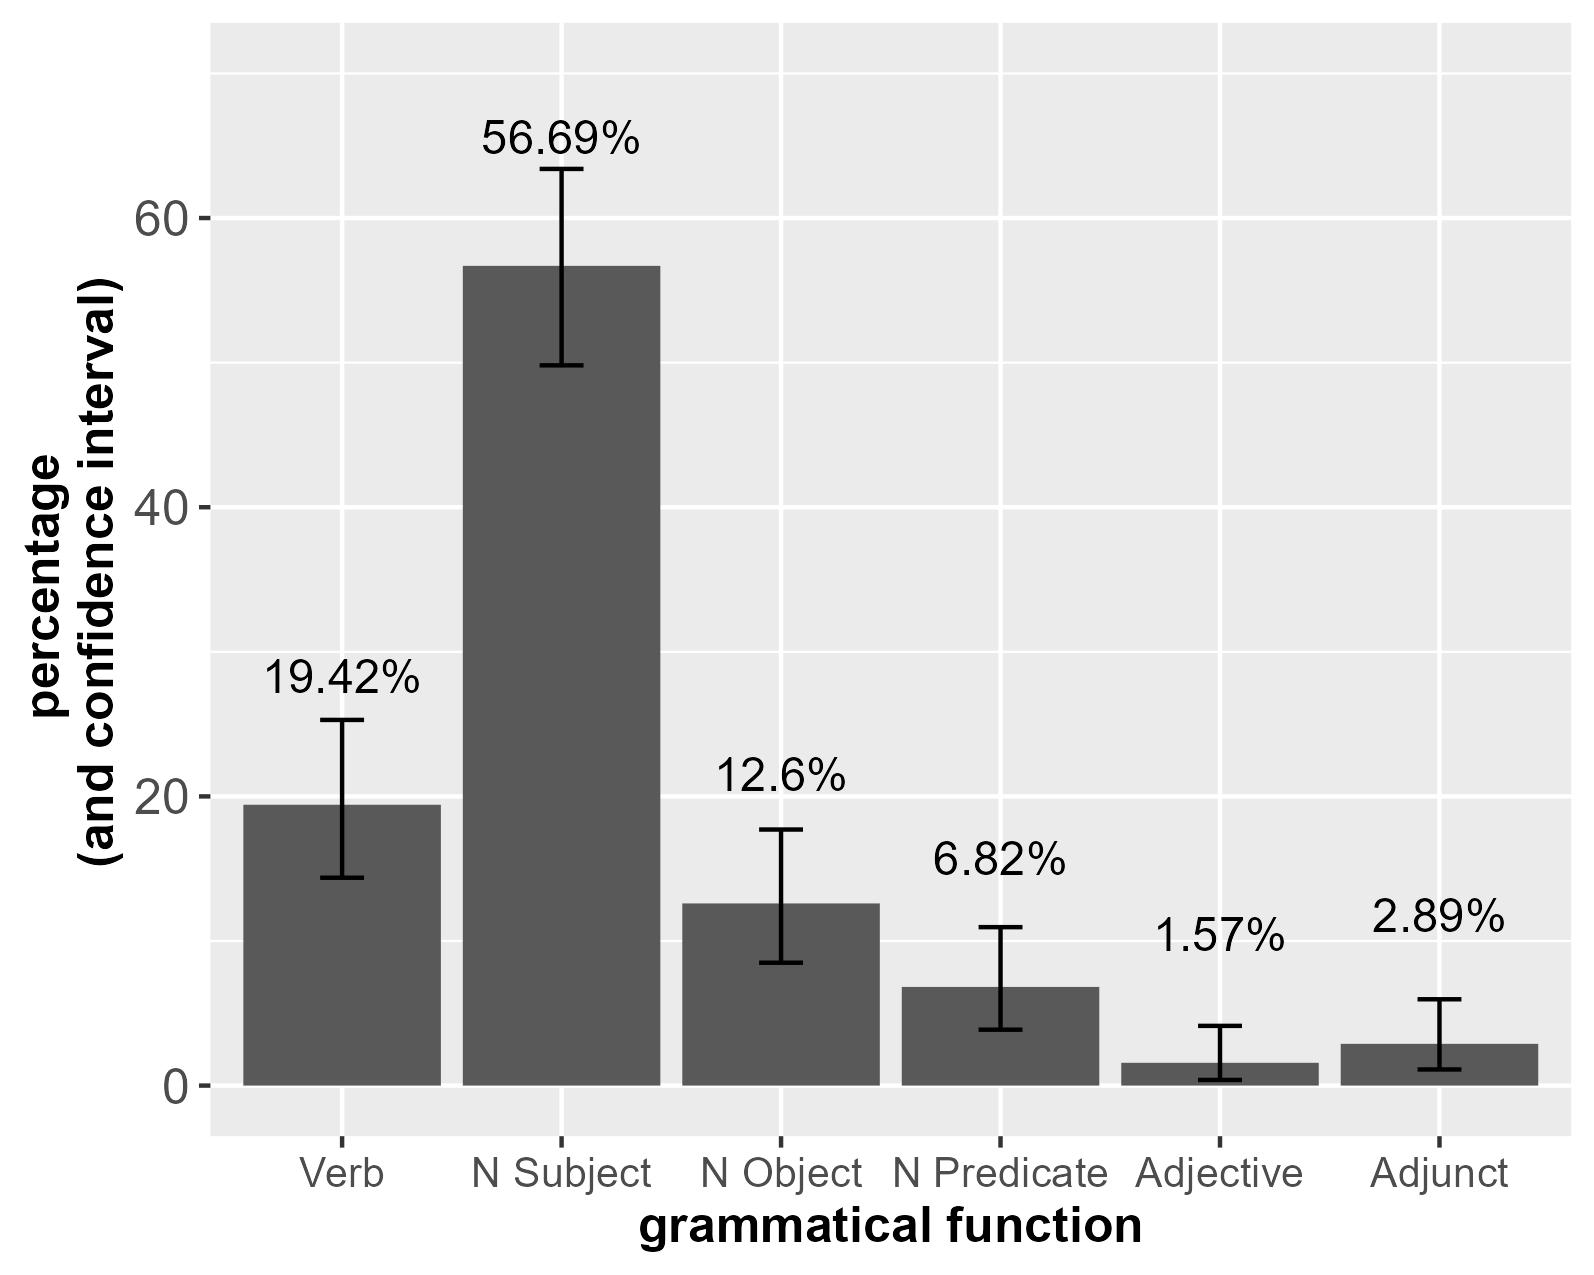 56.69%
60
40
19.42%
12.6%
20
6.82%
1.57%
2.89%
0
percentage
(and confidence interval)
Verb N Subject N Object N Predicate Adjective Adjunct
grammatical function